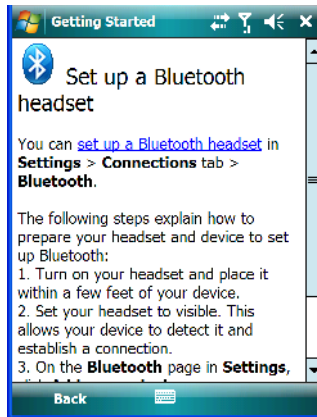 Getting Started
Set up a Bluetooth
headset
You can set up a Bluetooth headset in
Settings > Connections tab >
Bluetooth.
The following steps explain how to
prepare your headset and device to set
up Bluetooth:
1. Turn on your headset and place it
within a few feet of your device.
2. Set your headset to visible. This
allows your device to detect it and
establish a connection.
3. On the Bluetooth page in Settings,
Back